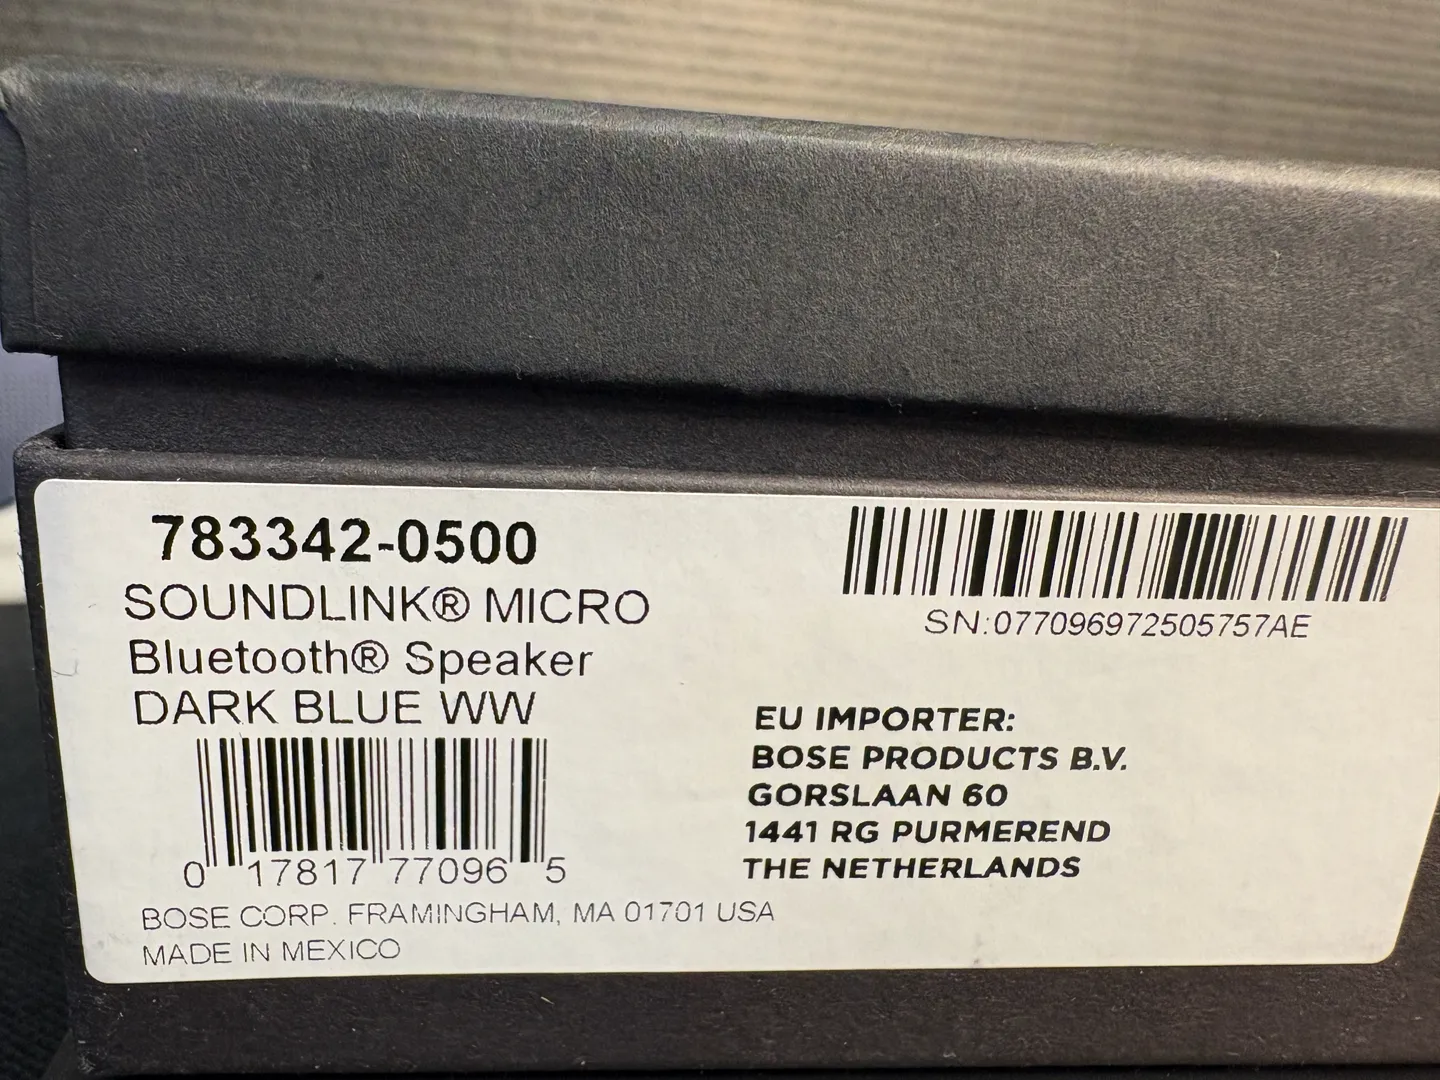 783342-0500
SOUNDLINK® MICRO
Bluetooth® Speaker
DARK BLUE WW
0 17817 77096 5
BOSE CORP. FRAMINGHAM, MA 01701 USA
MADE IN MEXICO
SN:077096972505757AE
EU IMPORTER:
BOSE PRODUCTS B.V.
GORSLAAN 60
1441 RG PURMEREND
THE NETHERLANDS